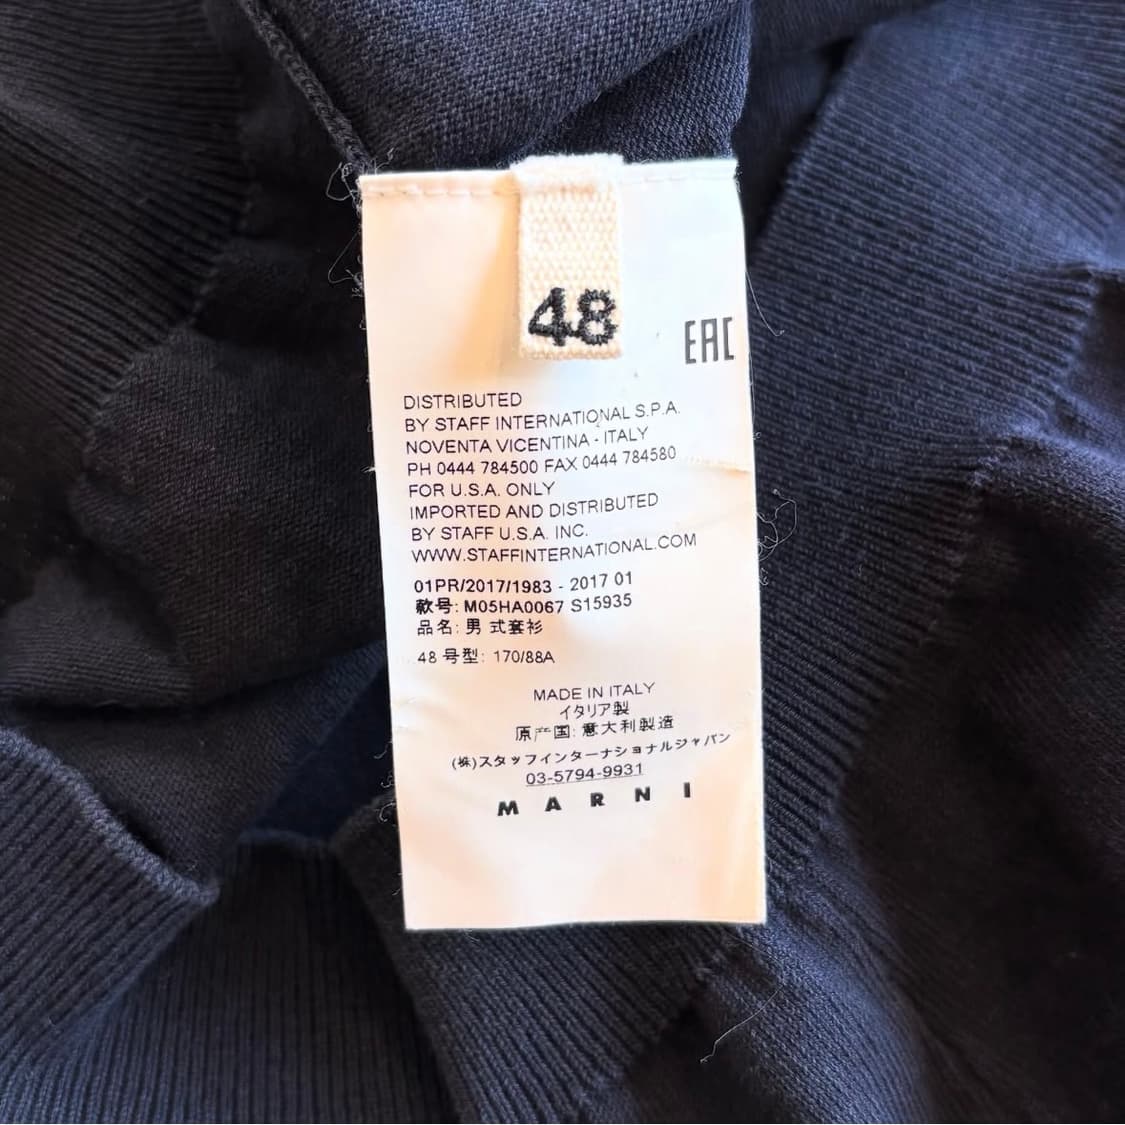 48
EAC
DISTRIBUTED
BY STAFF INTERNATIONAL S.P.A.
NOVENTA VICENTINA - ITALY
PH 0444 784500 FAX 0444 784580
FOR U.S.A. ONLY
IMPORTED AND DISTRIBUTED
BY STAFF U.S.A. INC.
WWW.STAFFINTERNATIONAL.COM
01PR/2017/1983 - 2017 01
款号: M05HA0067 S15935
品名: 男 式套衫
48 号型: 170/88A
MADE IN ITALY
イタリア製
原产国: 意大利製造
(株)スタッフインターナショナルジャパン
03-5794-9931
MARNI